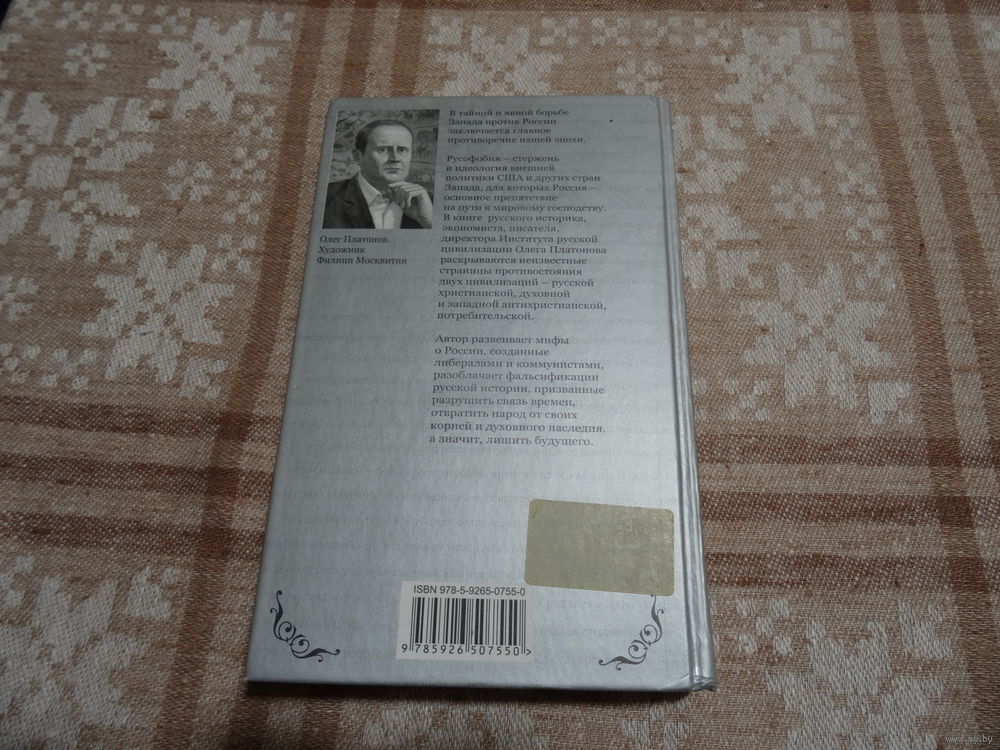 В тайной и явной борьбе
Запада против России
заключается главное
противоречие нашей эпохи.
Русофобия – стержень
и идеология внешней
политики США и других стран
Запада, для которых Россия –
основное препятствие
на пути к мировому господству.
В книге русского историка,
экономиста, писателя,
директора Института русской
цивилизации Олега Платонова
раскрываются неизвестные
страницы противостояния
двух цивилизаций – русской
христианской, духовной
и западной антихристианской,
потребительской.
Автор развеивает мифы
о России, созданные
либералами и коммунистами,
разоблачает фальсификации
русской истории, призванные
разрушить связь времен,
отвратить народ от своих
корней и духовного наследия,
а значит, лишить будущего.
Олег Платонов.
Художник
Филипп Москвитин
ISBN 978-5-9265-0755-0
9 785926 507550 >
www.ay.by